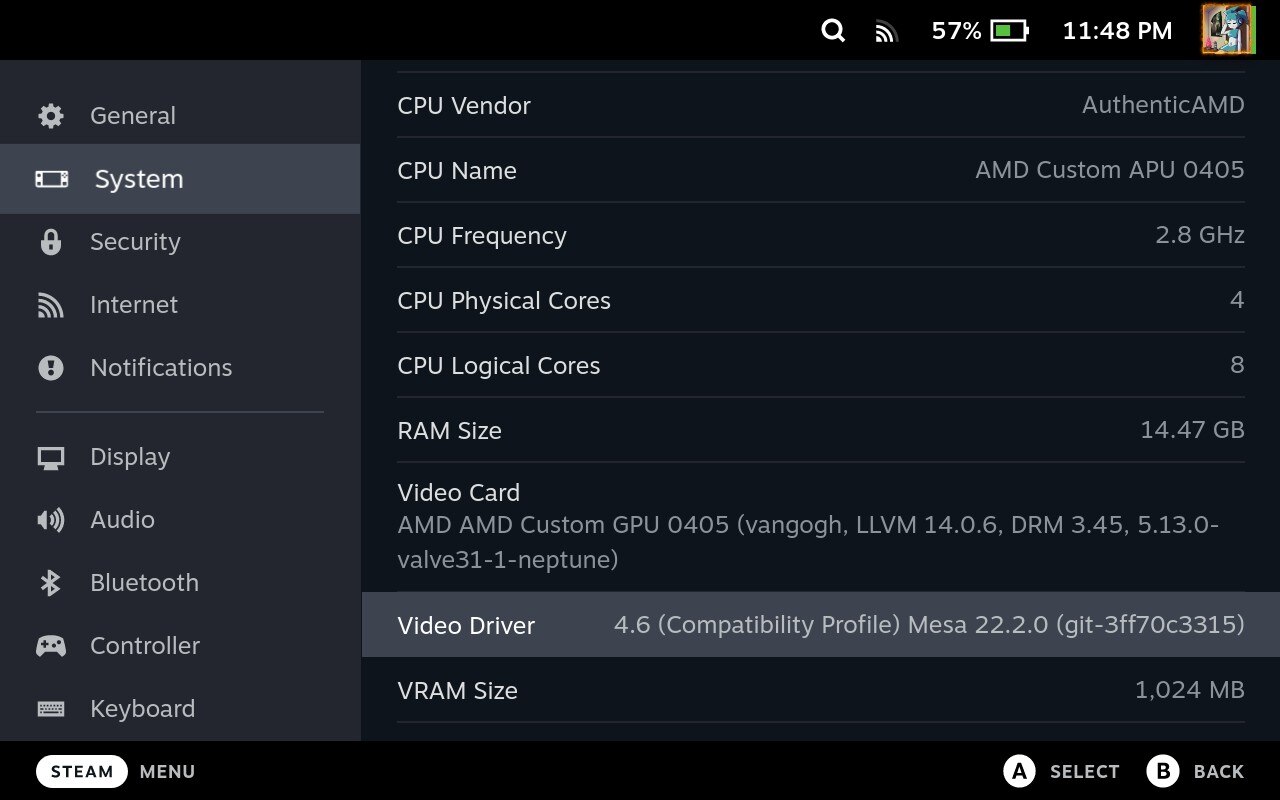 57% 11:48 PM
General
System
Security
Internet
Notifications
Display
Audio
Bluetooth
Controller
Keyboard
CPU Vendor AuthenticAMD
CPU Name AMD Custom APU 0405
CPU Frequency 2.8 GHz
CPU Physical Cores 4
CPU Logical Cores 8
RAM Size 14.47 GB
Video Card
AMD AMD Custom GPU 0405 (vangogh, LLVM 14.0.6, DRM 3.45, 5.13.0-
valve31-1-neptune)
Video Driver 4.6 (Compatibility Profile) Mesa 22.2.0 (git-3ff70c3315)
VRAM Size 1,024 MB
STEAM MENU A SELECT B BACK